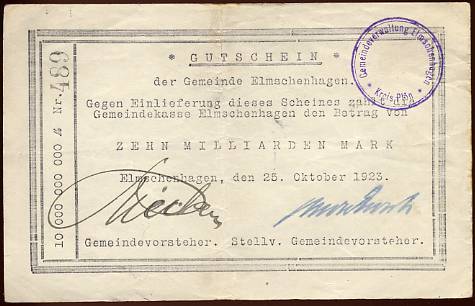 * GUTSCHEIN *
der Gemeinde Elmschenhagen.
Gegen Einlieferung dieses Scheines zahlt die
Gemeindekasse Elmschenhagen den Betrag von
ZEHN MILLIARDEN MARK
Elmschenhagen, den 25. Oktober 1923.
Gemeindevorsteher. Stellv. Gemeindevorsteher.
10 000 000 000 M Nr. 489
Gemeindeverwaltung Elmschenhagen
* Kreis Plön *